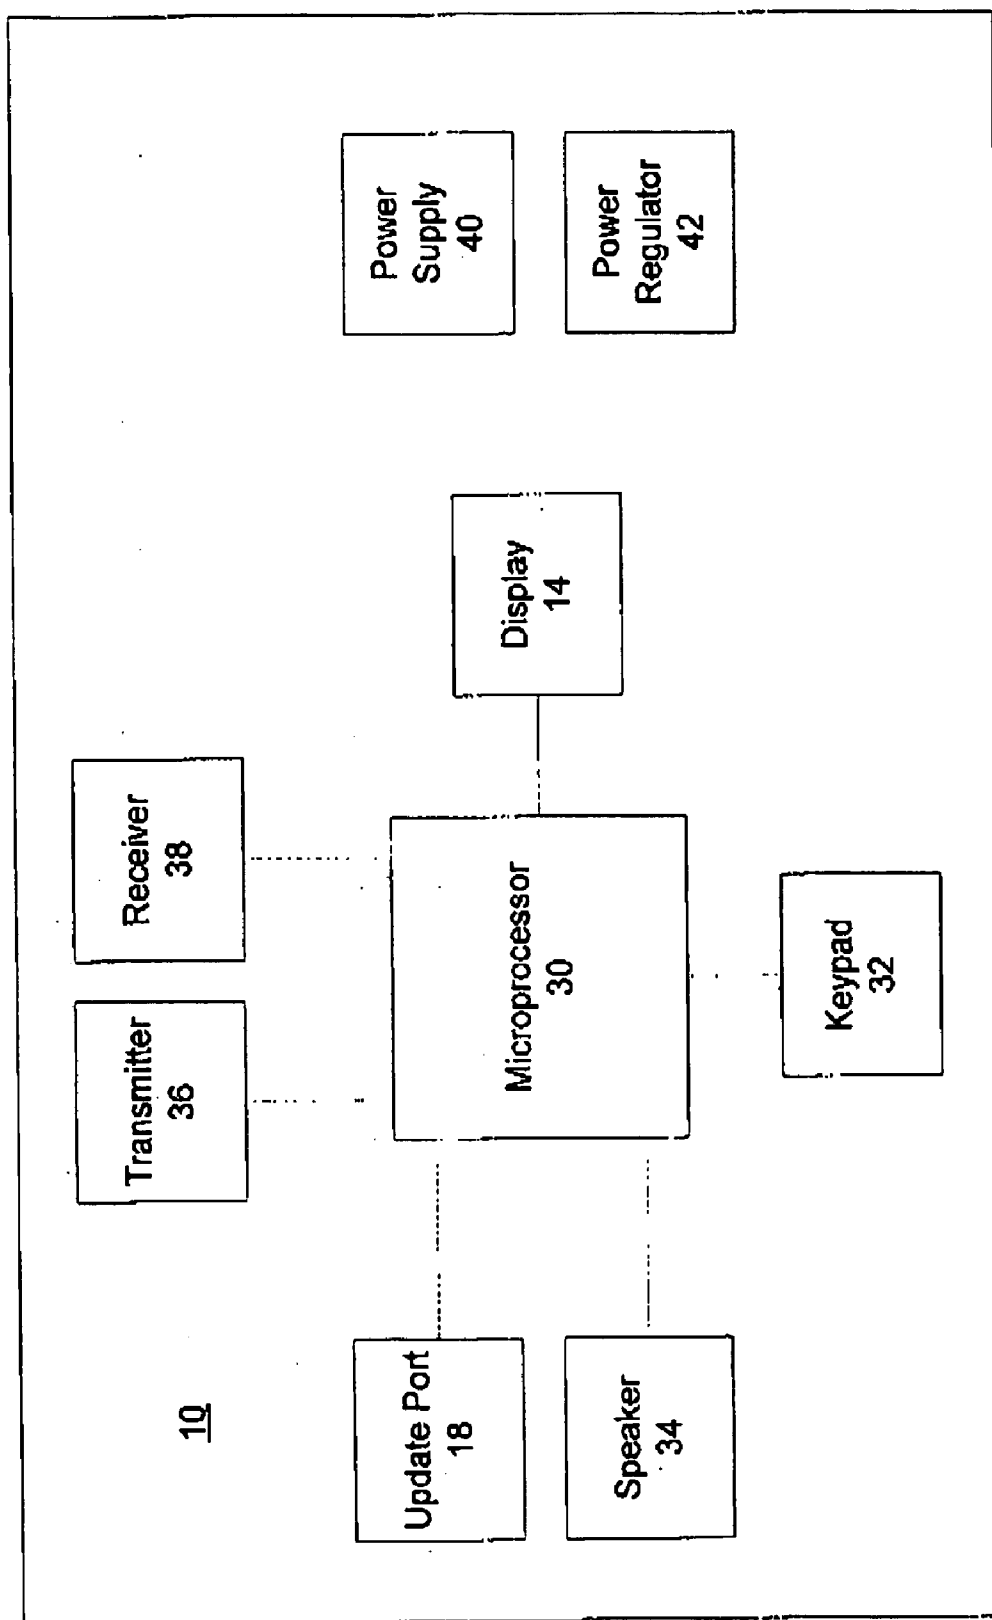 10
Transmitter
36
Receiver
38
Update Port
18
Speaker
34
Microprocessor
30
Keypad
32
Display
14
Power
Supply
40
Power
Regulator
42